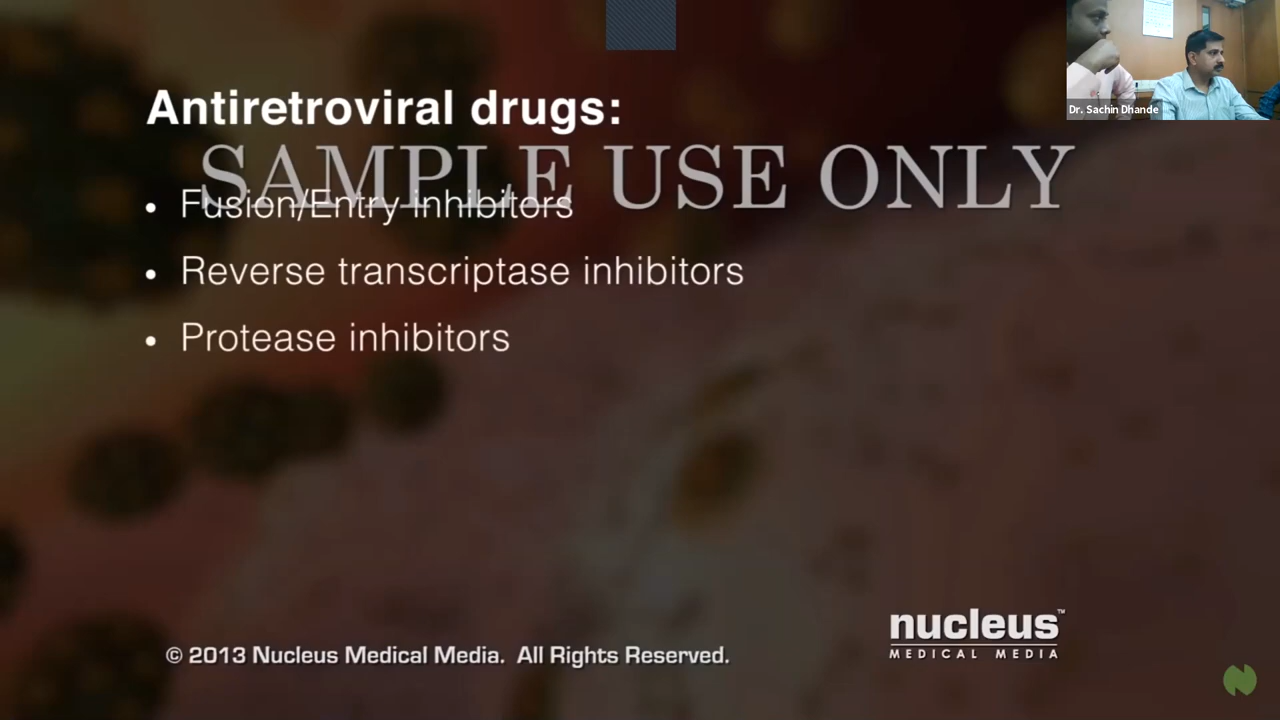 Dr. Sachin Dhande
Antiretroviral drugs:
SAMPLE USE ONLY
• Fusion/Entry inhibitors
• Reverse transcriptase inhibitors
• Protease inhibitors
nucleus™
MEDICAL MEDIA
© 2013 Nucleus Medical Media. All Rights Reserved.